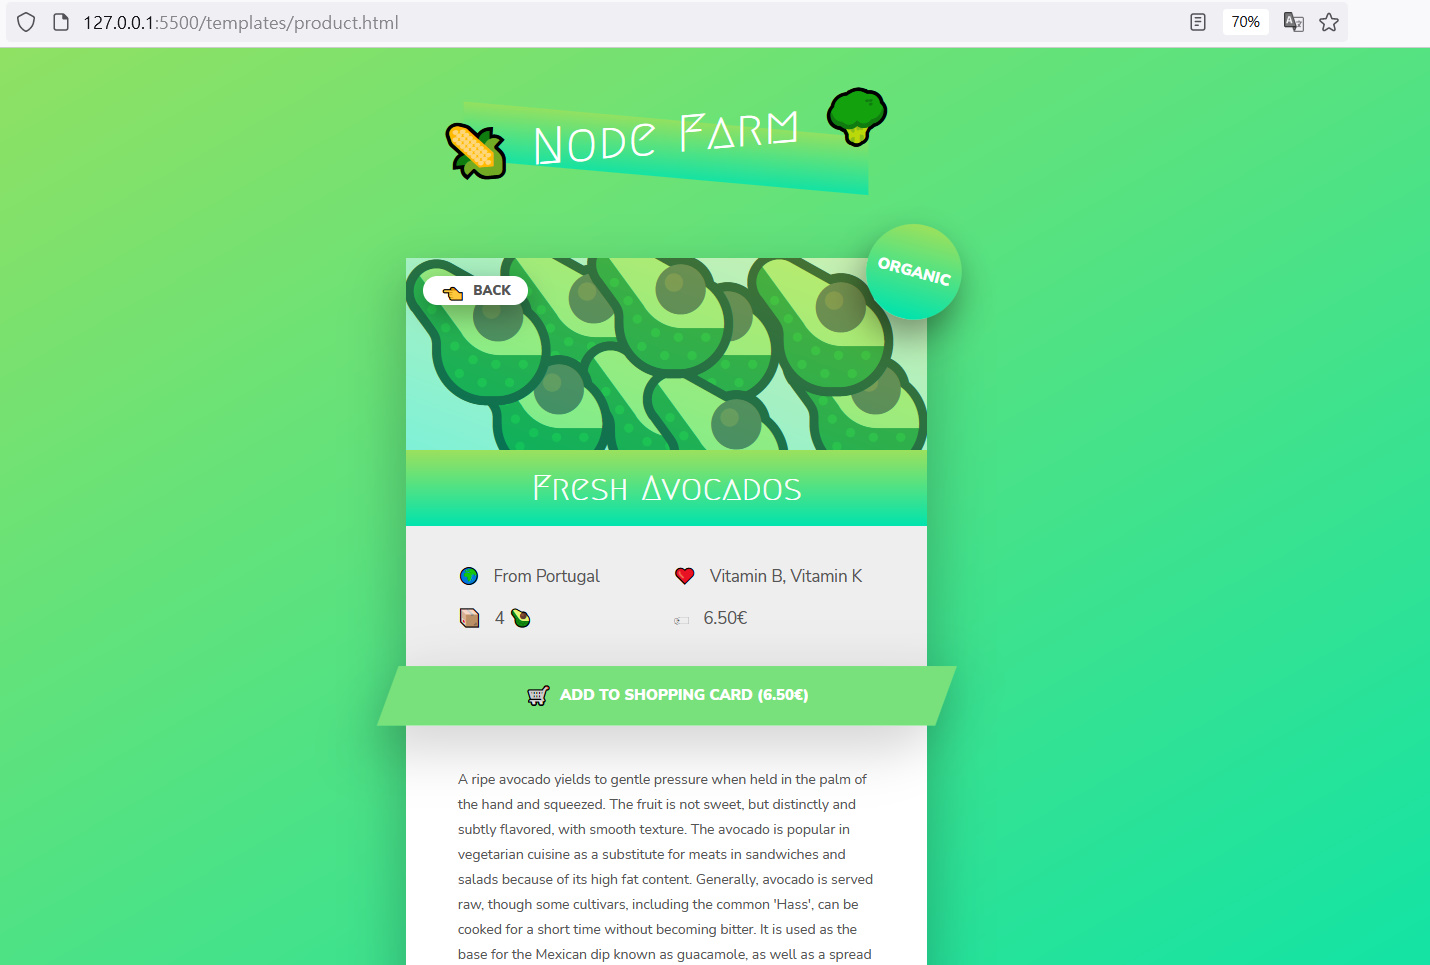 127.0.0.1:5500/templates/product.html
70%
Node Farm
ORGANIC
BACK
Fresh Avocados
From Portugal
Vitamin B, Vitamin K
4
6.50€
ADD TO SHOPPING CARD (6.50€)
A ripe avocado yields to gentle pressure when held in the palm of
the hand and squeezed. The fruit is not sweet, but distinctly and
subtly flavored, with smooth texture. The avocado is popular in
vegetarian cuisine as a substitute for meats in sandwiches and
salads because of its high fat content. Generally, avocado is served
raw, though some cultivars, including the common 'Hass', can be
cooked for a short time without becoming bitter. It is used as the
base for the Mexican dip known as guacamole, as well as a spread